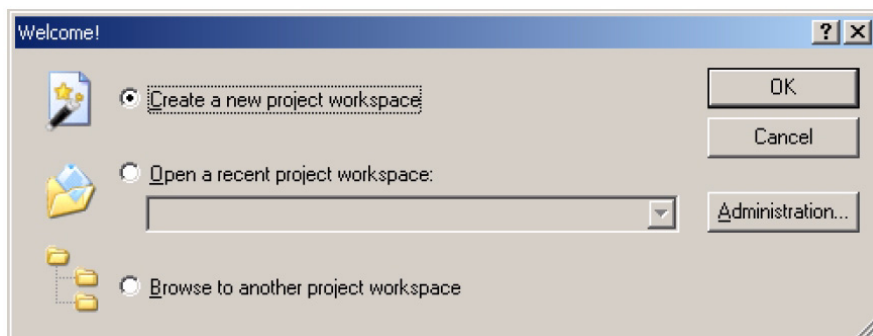 Welcome!
Create a new project workspace
OK
Cancel
Open a recent project workspace:
Administration...
Browse to another project workspace